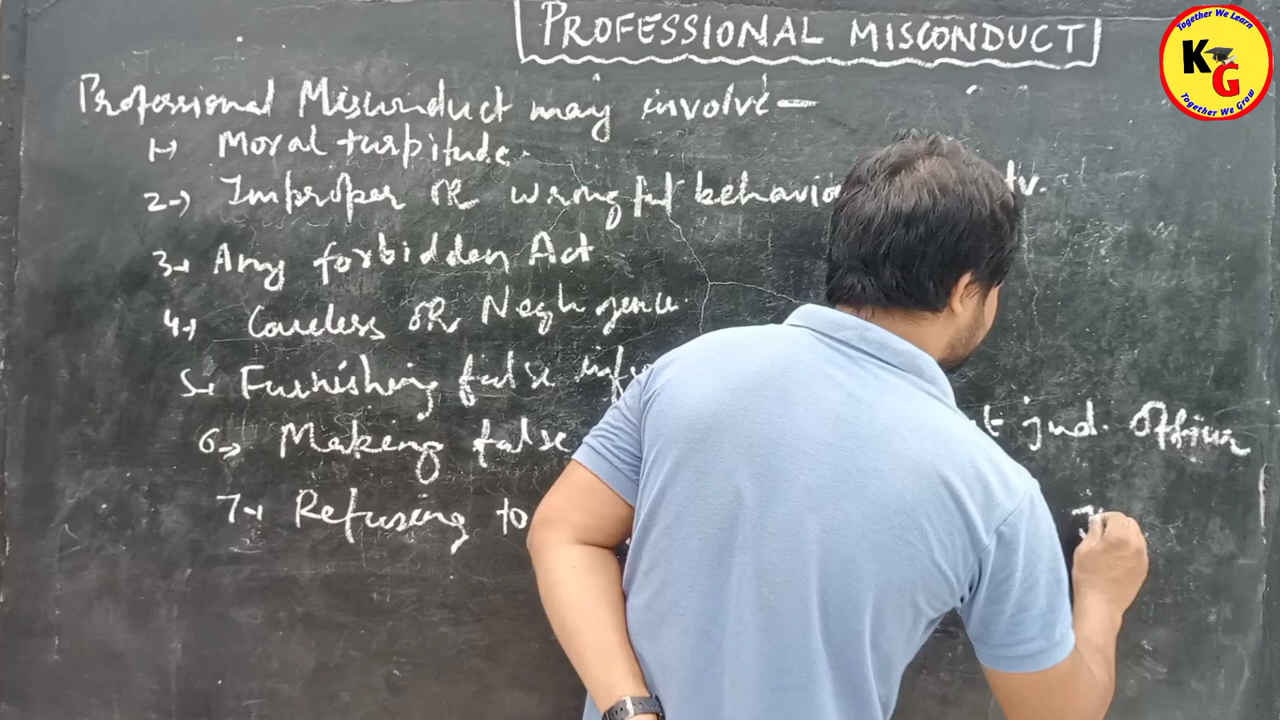 PROFESSIONAL MISCONDUCT
Together We Learn
KG
Together We Grow
Professional Misconduct may involve -
1→ Moral turpitude.
2→ Improper OR wrongful
3→ Any forbidden Act
4→ Careless OR Negligence.
5→ Furnishing false
6→ Making false jud. Officer
7→ Refusing to